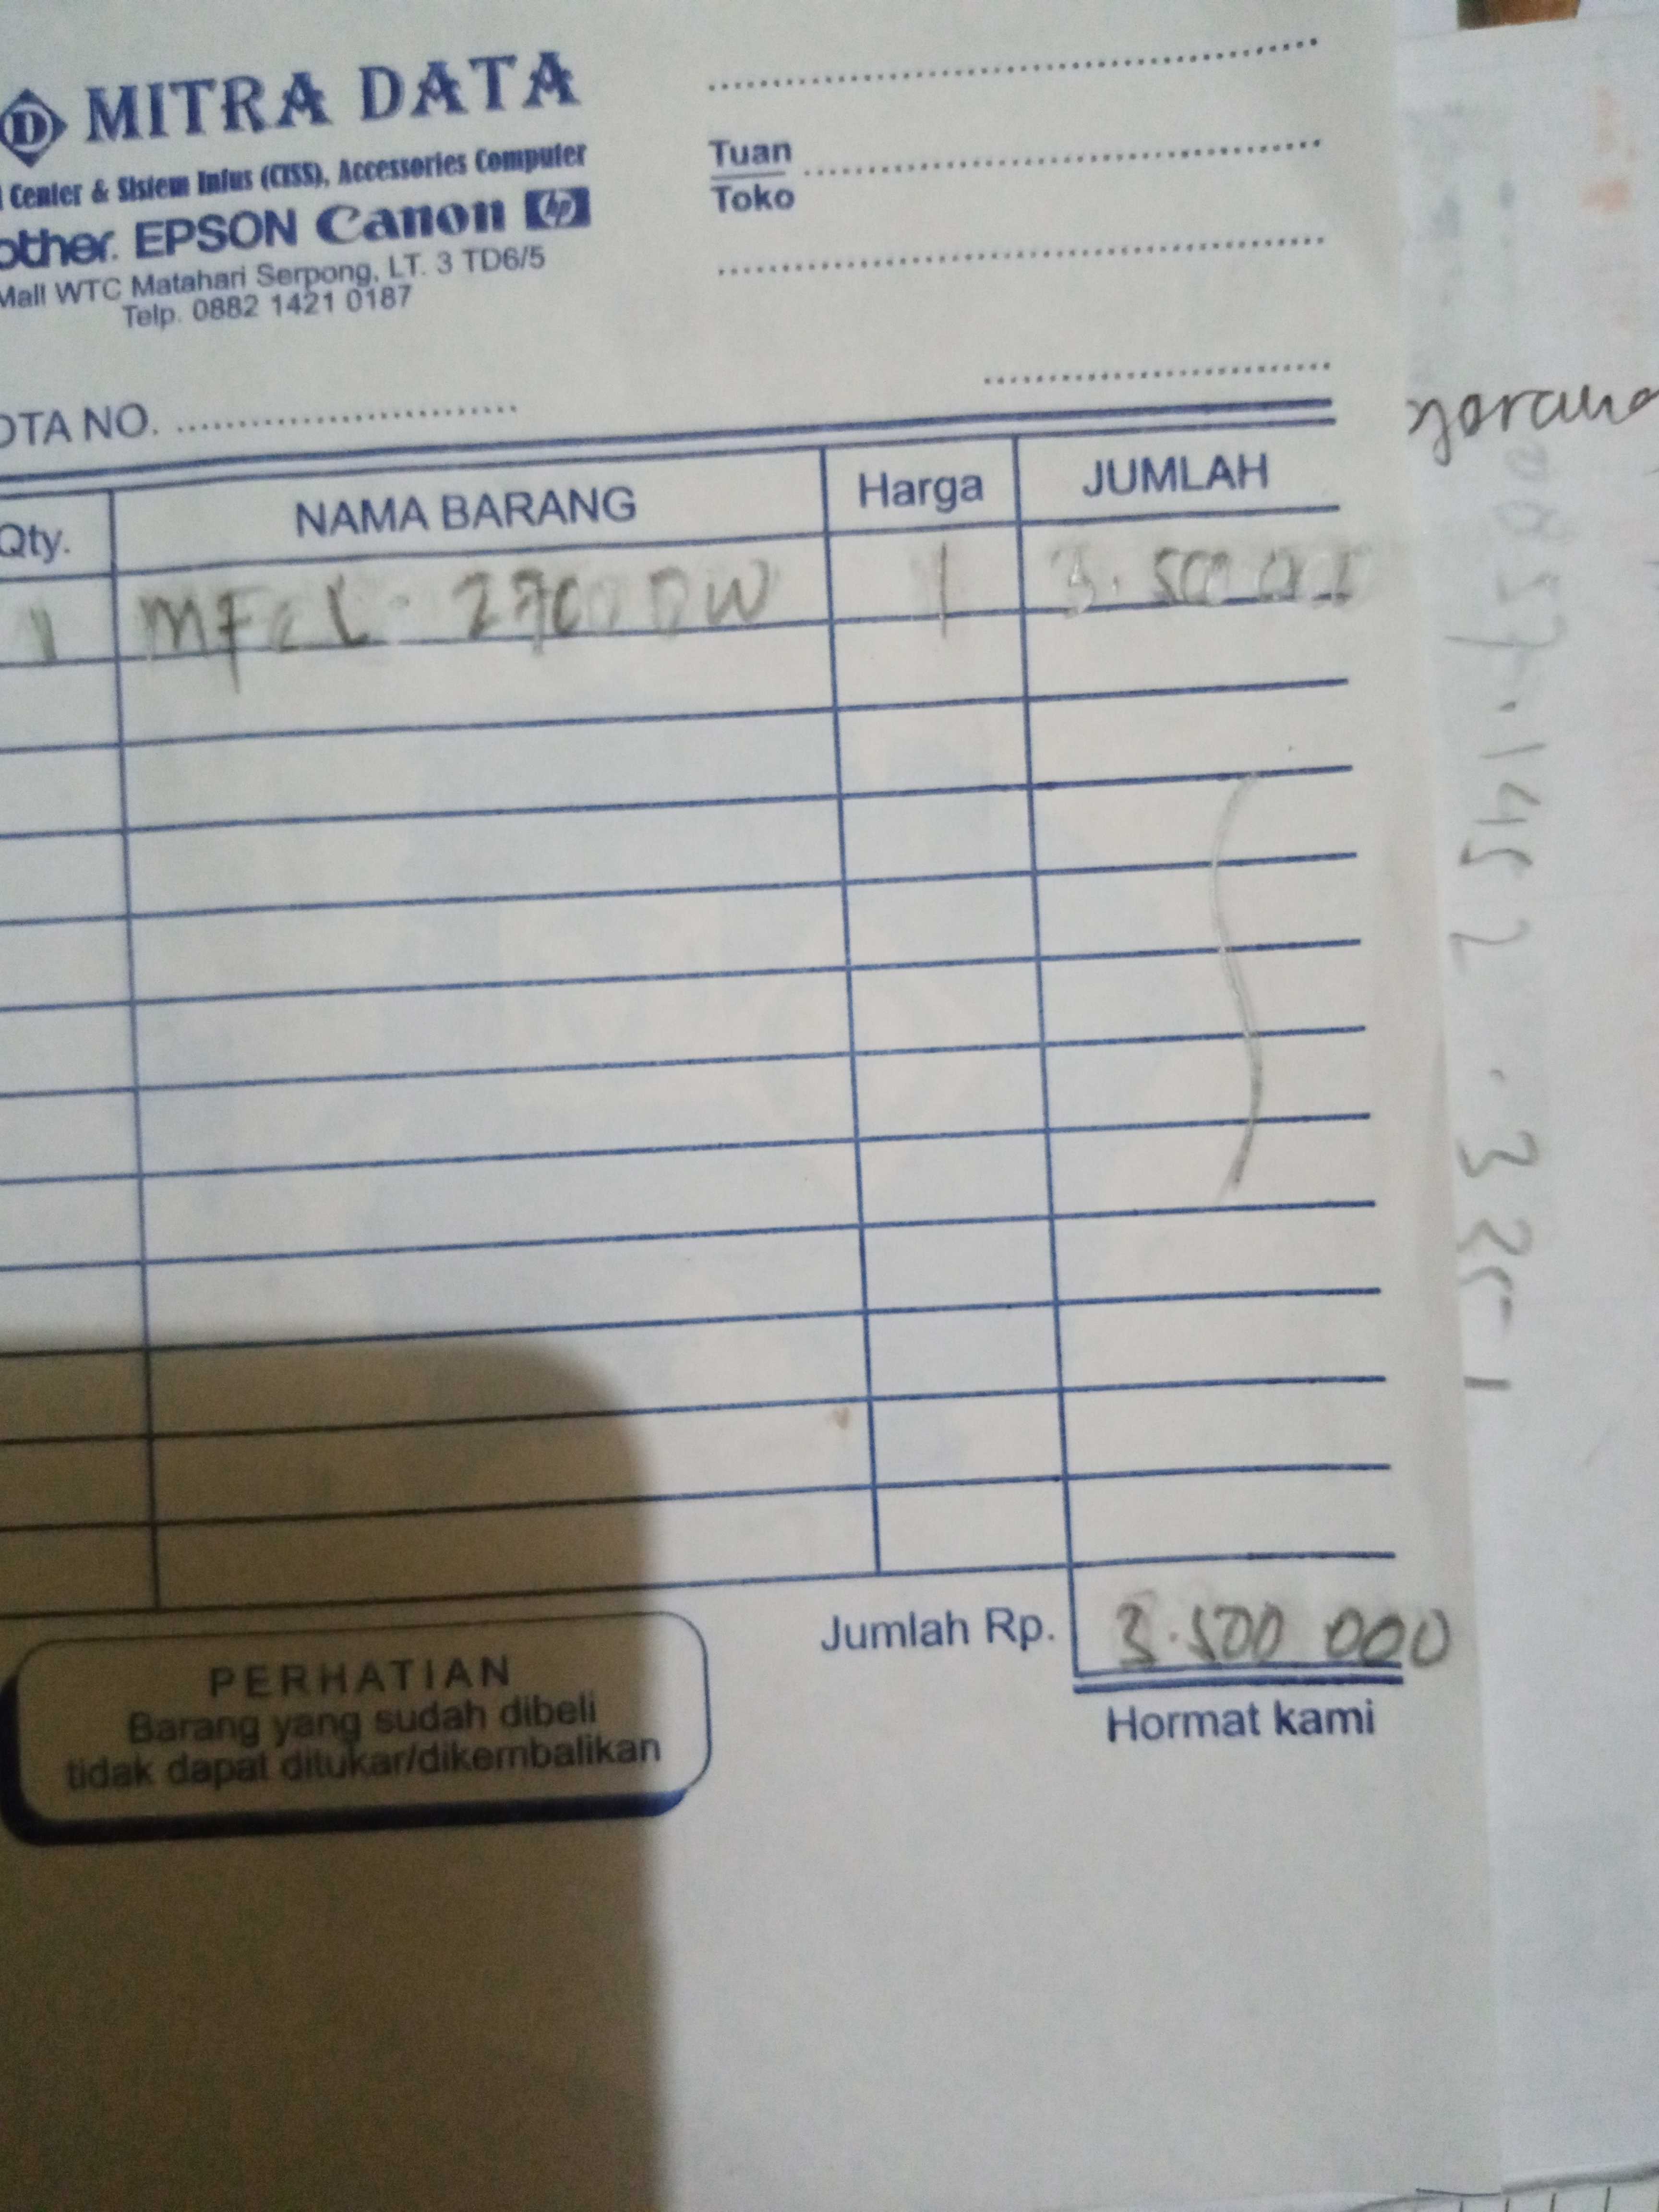 MITRA DATA
Center & Sistem Infus (CISS), Accessories Computer
other. EPSON Canon hp
Mall WTC Matahari Serpong, LT. 3 TD6/5
Telp. 0882 1421 0187
Tuan
Toko
OTA NO.
Qty. NAMA BARANG Harga JUMLAH
1 MFC L. 2700 DW 3.500.000
Jumlah Rp. 3.500 000
PERHATIAN
Barang yang sudah dibeli
tidak dapat ditukar/dikembalikan
Hormat kami